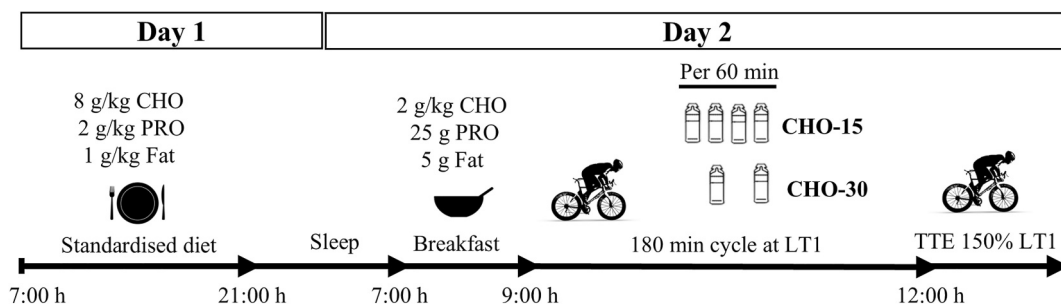 Day 1
Day 2
8 g/kg CHO
2 g/kg PRO
1 g/kg Fat
2 g/kg CHO
25 g PRO
5 g Fat
Per 60 min
CHO-15
CHO-30
Standardised diet
Sleep
Breakfast
180 min cycle at LT1
TTE 150% LT1
7:00 h
21:00 h
7:00 h
9:00 h
12:00 h